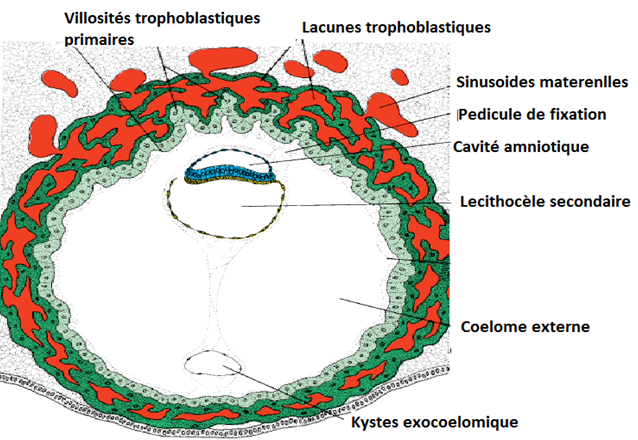 Villosités trophoblastiques
primaires
Lacunes trophoblastiques
Sinusoides materenlles
Pedicule de fixation
Cavité amniotique
Lecithocèle secondaire
Coelome externe
Kystes exocoelomique